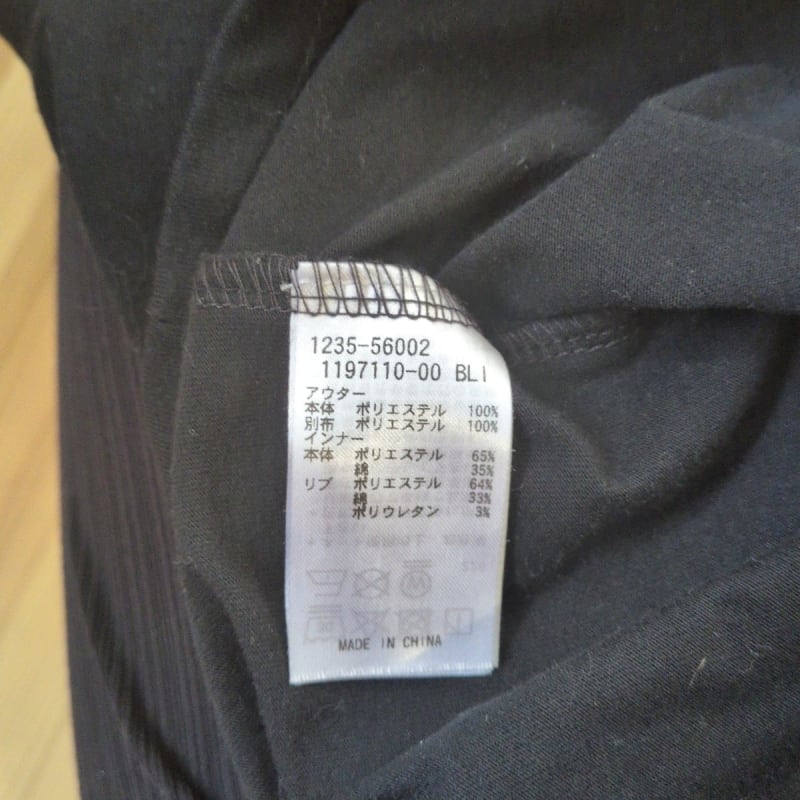 1235-56002
1197110-00 BLI
アウター
本体 ポリエステル 100%
別布 ポリエステル 100%
インナー
本体 ポリエステル 65%
綿 35%
リブ ポリエステル 64%
綿 33%
ポリウレタン 3%
MADE IN CHINA